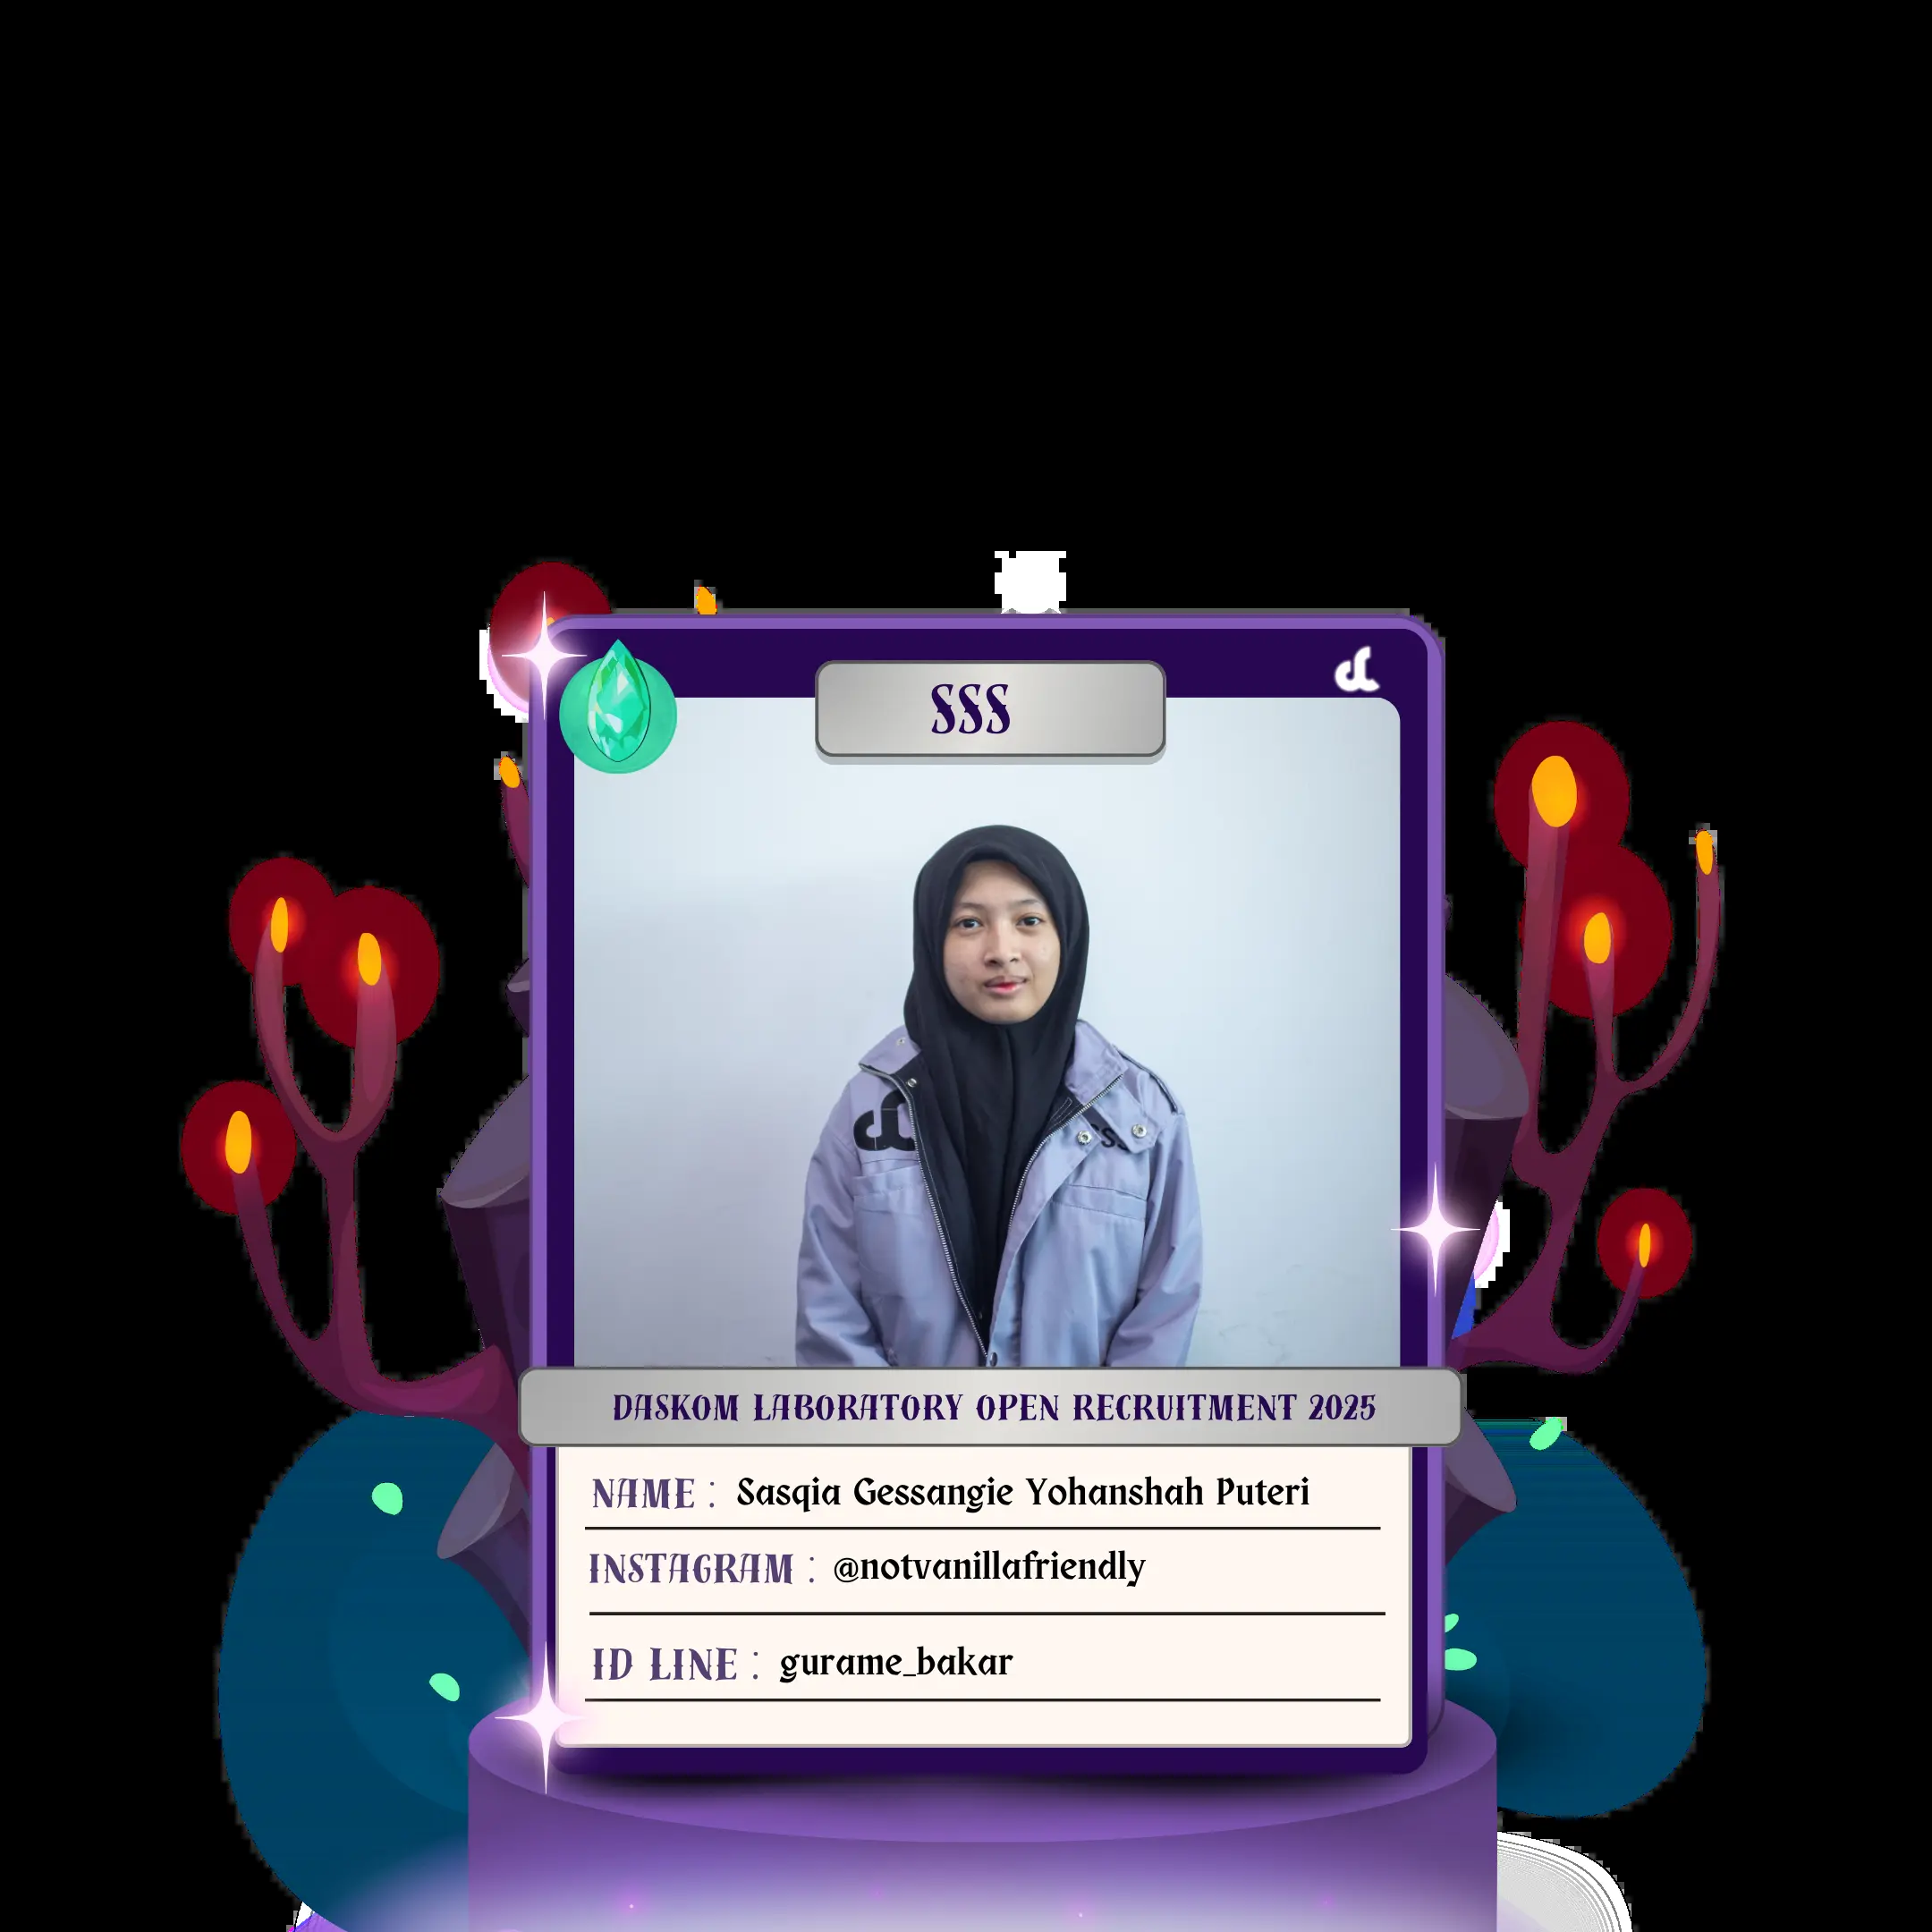 SSS
DASKOM LABORATORY OPEN RECRUITMENT 2025
NAME : Sasqia Gessangie Yohanshah Puteri
INSTAGRAM : @notvanillafriendly
ID LINE : gurame_bakar